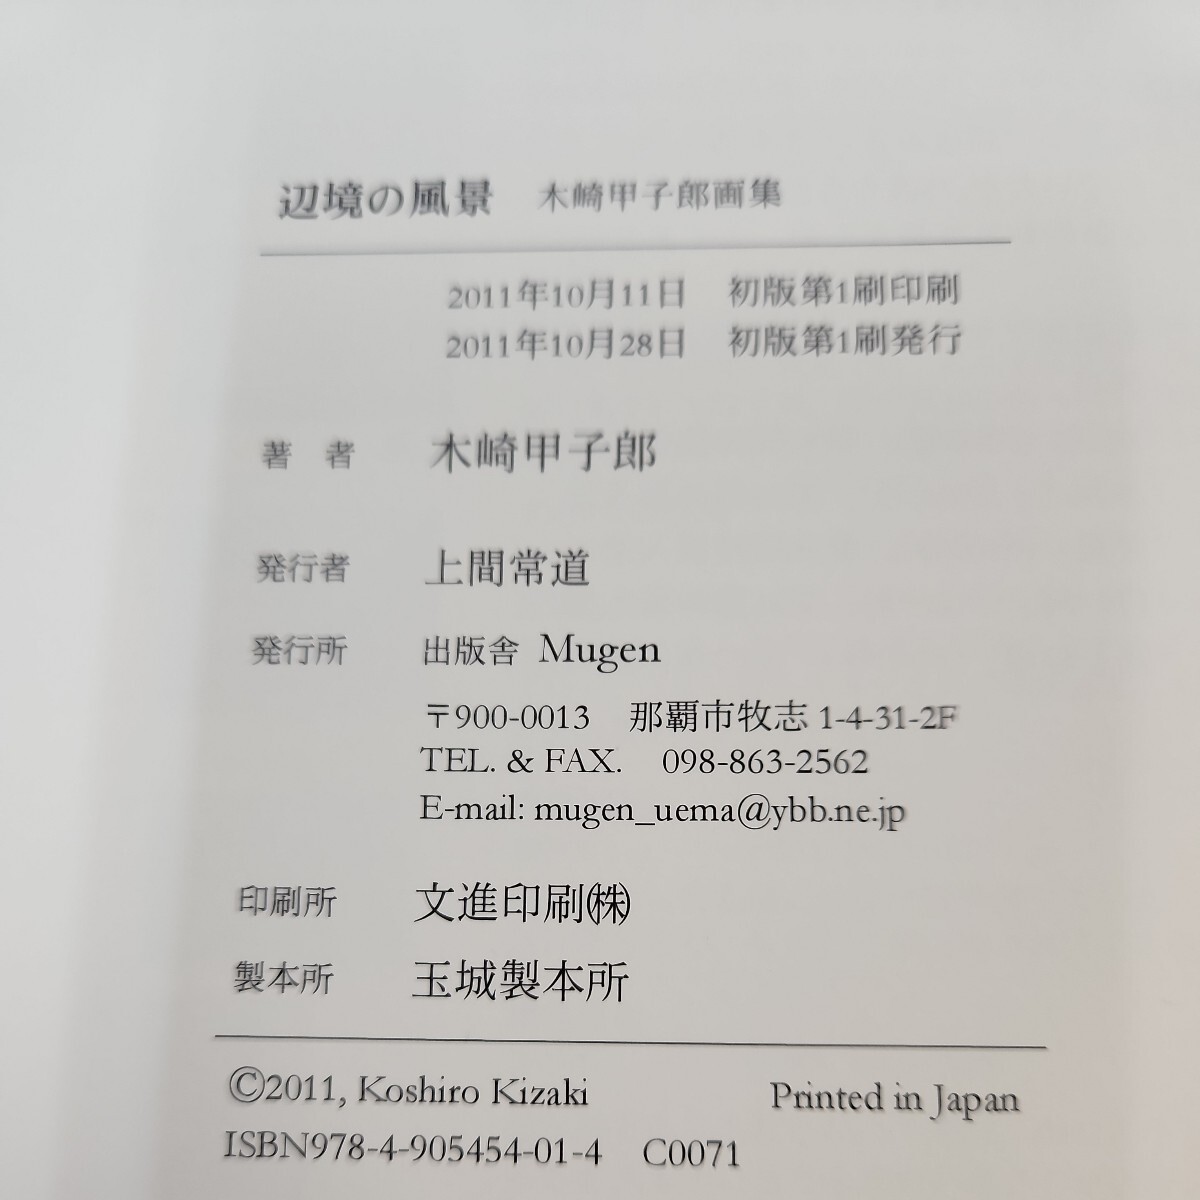 辺境の風景　木崎甲子郎画集
2011年10月11日　初版第1刷印刷
2011年10月28日　初版第1刷発行
著　者　木崎甲子郎
発行者　上間常道
発行所　出版舎 Mugen
〒900-0013　那覇市牧志 1-4-31-2F
TEL. & FAX.　098-863-2562
E-mail: mugen_uema@ybb.ne.jp
印刷所　文進印刷㈱
製本所　玉城製本所
©2011, Koshiro Kizaki　Printed in Japan
ISBN978-4-905454-01-4　C0071